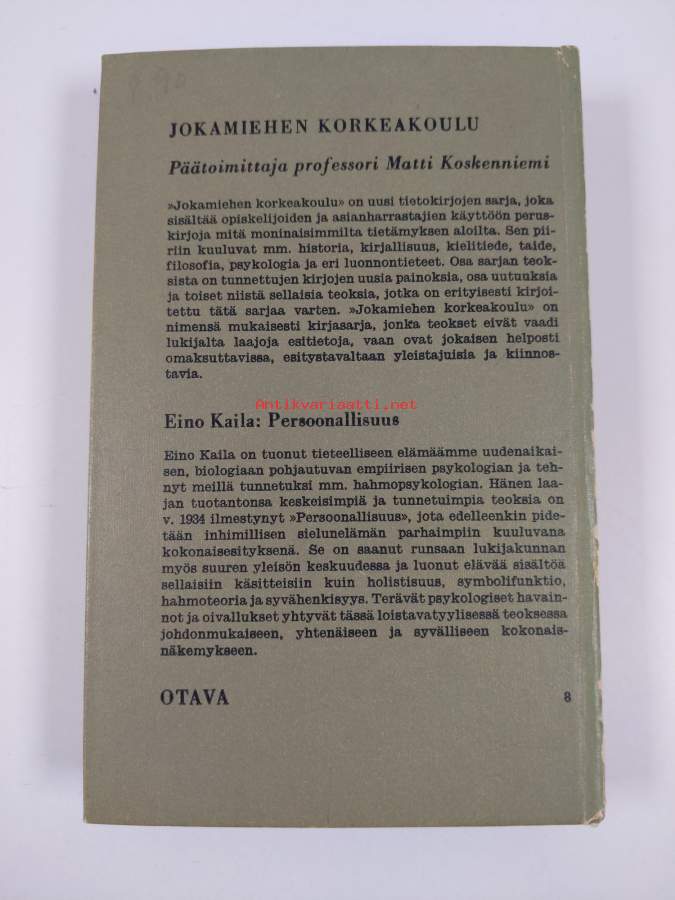 JOKAMIEHEN KORKEAKOULU
Päätoimittaja professori Matti Koskenniemi
»Jokamiehen korkeakoulu» on uusi tietokirjojen sarja, joka
sisältää opiskelijoiden ja asianharrastajien käyttöön perus-
kirjoja mitä moninaisimmilta tietämyksen aloilta. Sen pii-
riin kuuluvat mm. historia, kirjallisuus, kielitiede, taide,
filosofia, psykologia ja eri luonnontieteet. Osa sarjan teok-
sista on tunnettujen kirjojen uusia painoksia, osa uutuuksia
ja toiset niistä sellaisia teoksia, jotka on erityisesti kirjoi-
tettu tätä sarjaa varten. »Jokamiehen korkeakoulu» on
nimensä mukaisesti kirjasarja, jonka teokset eivät vaadi
lukijalta laajoja esitietoja, vaan ovat jokaisen helposti
omaksuttavissa, esitystavaltaan yleistajuisia ja kiinnos-
tavia.
Antikvariaatti.net
Eino Kaila: Persoonallisuus
Eino Kaila on tuonut tieteelliseen elämäämme uudenaikai-
sen, biologiaan pohjautuvan empiirisen psykologian ja teh-
nyt meillä tunnetuksi mm. hahmopsykologian. Hänen laa-
jan tuotantonsa keskeisimpiä ja tunnetuimpia teoksia on
v. 1934 ilmestynyt »Persoonallisuus», jota edelleenkin pide-
tään inhimillisen sielunelämän parhaimpiin kuuluvana
kokonaisesityksenä. Se on saanut runsaan lukijakunnan
myös suuren yleisön keskuudessa ja luonut elävää sisältöä
sellaisiin käsitteisiin kuin holistisuus, symbolifunktio,
hahmoteoria ja syvähenkisyys. Terävät psykologiset havain-
not ja oivallukset yhtyvät tässä loistavatyylisessä teoksessa
johdonmukaiseen, yhtenäiseen ja syvälliseen kokonais-
näkemykseen.
OTAVA
8